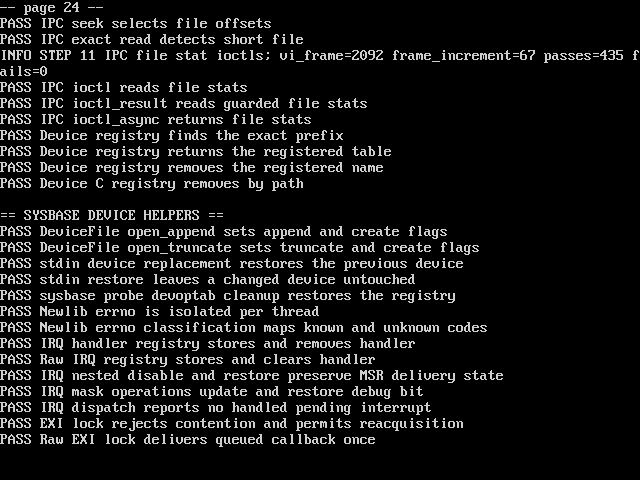 -- page 24 --
PASS IPC seek selects file offsets
PASS IPC exact read detects short file
INFO STEP 11 IPC file stat ioctls; vi_frame=2092 frame_increment=67 passes=435 f
ails=0
PASS IPC ioctl reads file stats
PASS IPC ioctl_result reads guarded file stats
PASS IPC ioctl_async returns file stats
PASS Device registry finds the exact prefix
PASS Device registry returns the registered table
PASS Device registry removes the registered name
PASS Device C registry removes by path

== SYSBASE DEVICE HELPERS ==
PASS DeviceFile open_append sets append and create flags
PASS DeviceFile open_truncate sets truncate and create flags
PASS stdin device replacement restores the previous device
PASS stdin restore leaves a changed device untouched
PASS sysbase probe devoptab cleanup restores the registry
PASS Newlib errno is isolated per thread
PASS Newlib errno classification maps known and unknown codes
PASS IRQ handler registry stores and removes handler
PASS Raw IRQ registry stores and clears handler
PASS IRQ nested disable and restore preserve MSR delivery state
PASS IRQ mask operations update and restore debug bit
PASS IRQ dispatch reports no handled pending interrupt
PASS EXI lock rejects contention and permits reacquisition
PASS Raw EXI lock delivers queued callback once